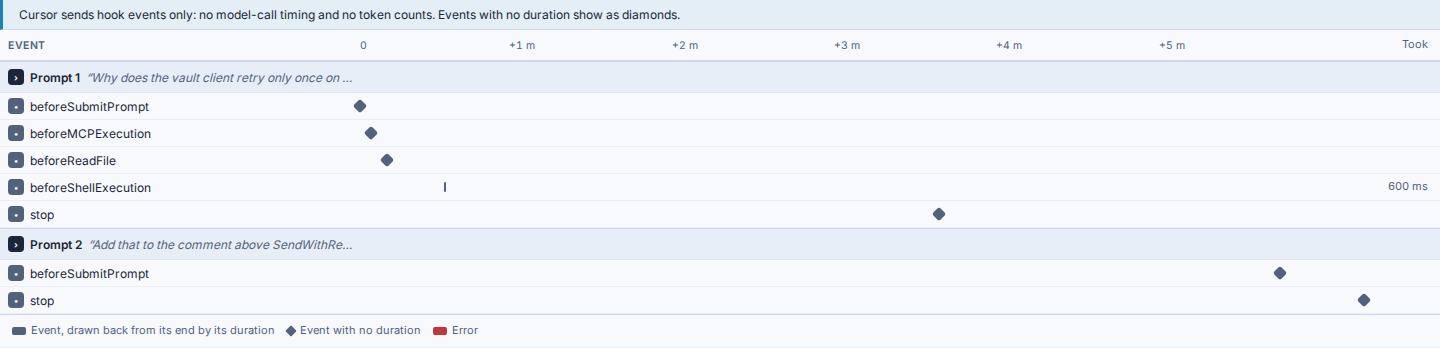 Cursor sends hook events only: no model-call timing and no token counts. Events with no duration show as diamonds.
EVENT 0 +1 m +2 m +3 m +4 m +5 m Took
Prompt 1 “Why does the vault client retry only once on ...
beforeSubmitPrompt
beforeMCPExecution
beforeReadFile
beforeShellExecution 600 ms
stop
Prompt 2 “Add that to the comment above SendWithRe...
beforeSubmitPrompt
stop
Event, drawn back from its end by its duration Event with no duration Error